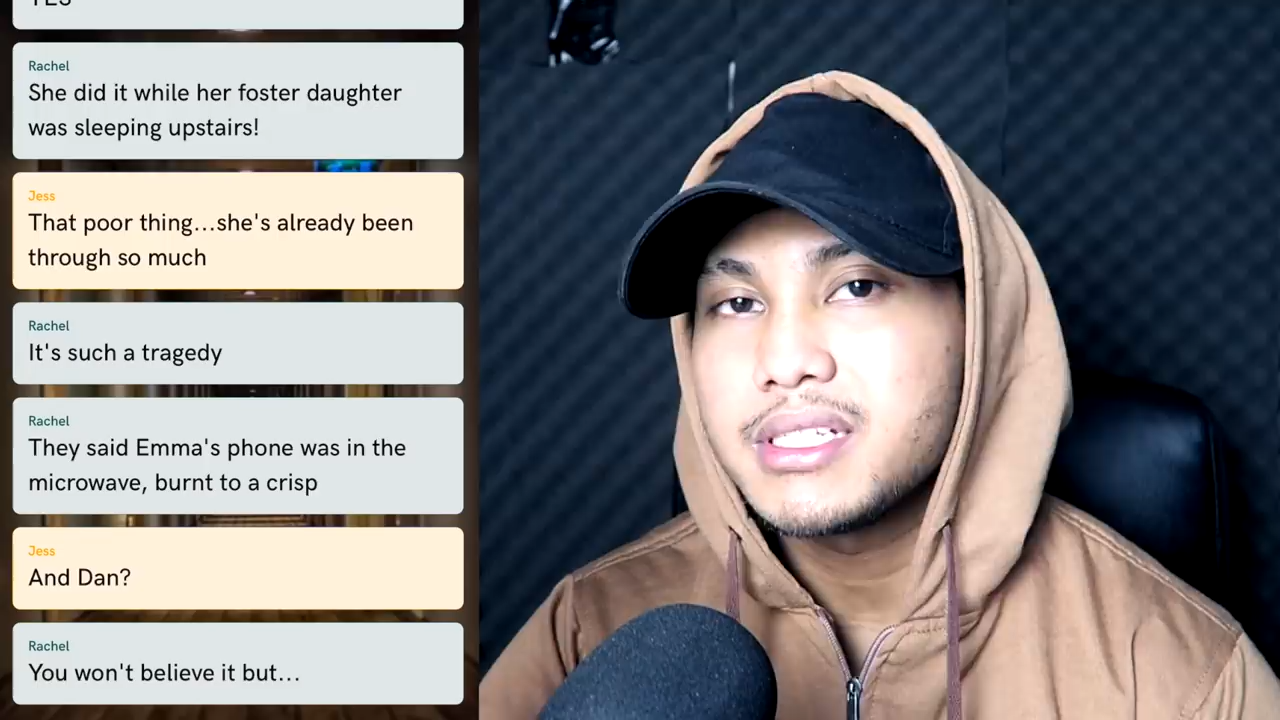 YES
Rachel
She did it while her foster daughter
was sleeping upstairs!
Jess
That poor thing...she's already been
through so much
Rachel
It's such a tragedy
Rachel
They said Emma's phone was in the
microwave, burnt to a crisp
Jess
And Dan?
Rachel
You won't believe it but...